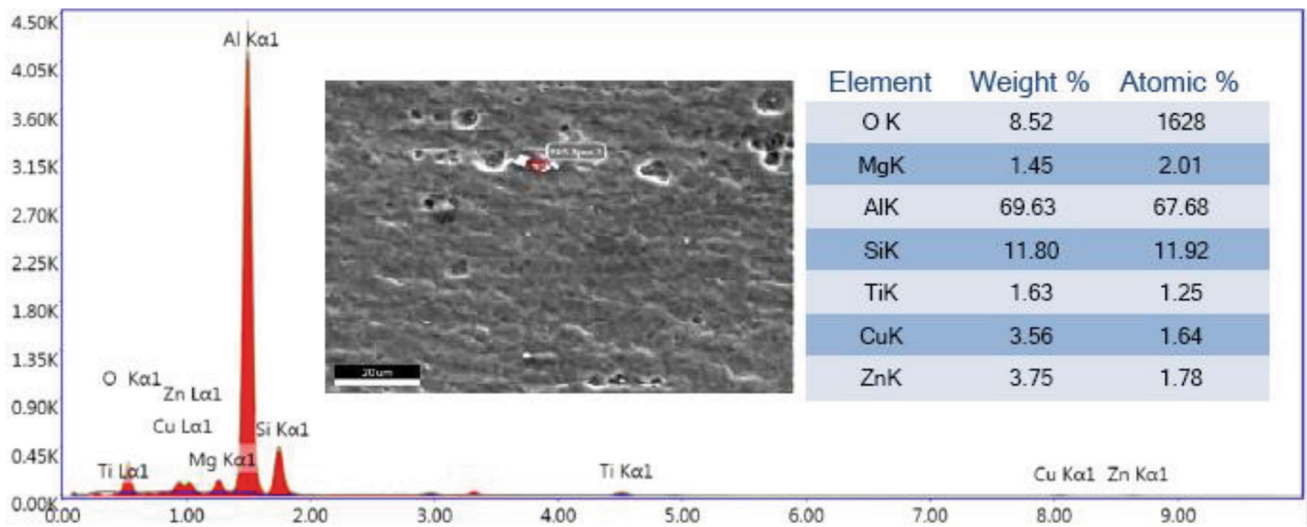 4.50K
4.05K
3.60K
3.15K
2.70K
2.25K
1.80K
1.35K
0.90K
0.45K
0.00K
0.00 1.00 2.00 3.00 4.00 5.00 6.00 7.00 8.00 9.00
Al Kα1
O Kα1
Zn Lα1
Cu Lα1
Si Kα1
Ti Lα1
Mg Kα1
Ti Kα1
Cu Kα1 Zn Kα1
20um
Element Weight % Atomic %
O K 8.52 1628
MgK 1.45 2.01
AlK 69.63 67.68
SiK 11.80 11.92
TiK 1.63 1.25
CuK 3.56 1.64
ZnK 3.75 1.78